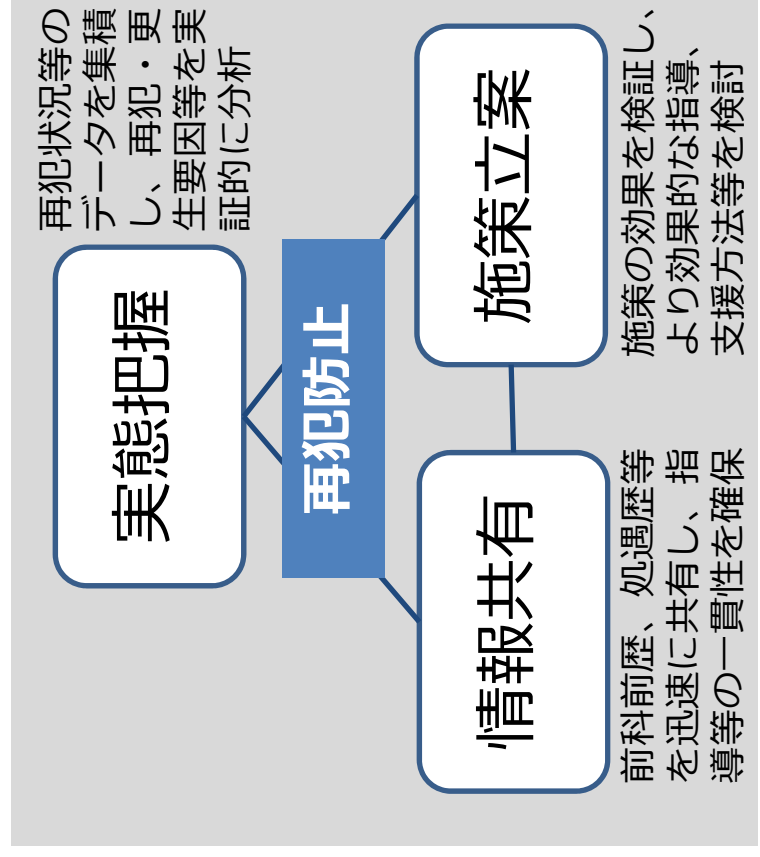 実態把握
再犯状況等の
データを集積
し、再犯・更
生要因等を実
証的に分析
再犯防止
情報共有
前科前歴、処遇歴等
を迅速に共有し、指
導等の一貫性を確保
施策立案
施策の効果を検証し、
より効果的な指導、
支援方法等を検討